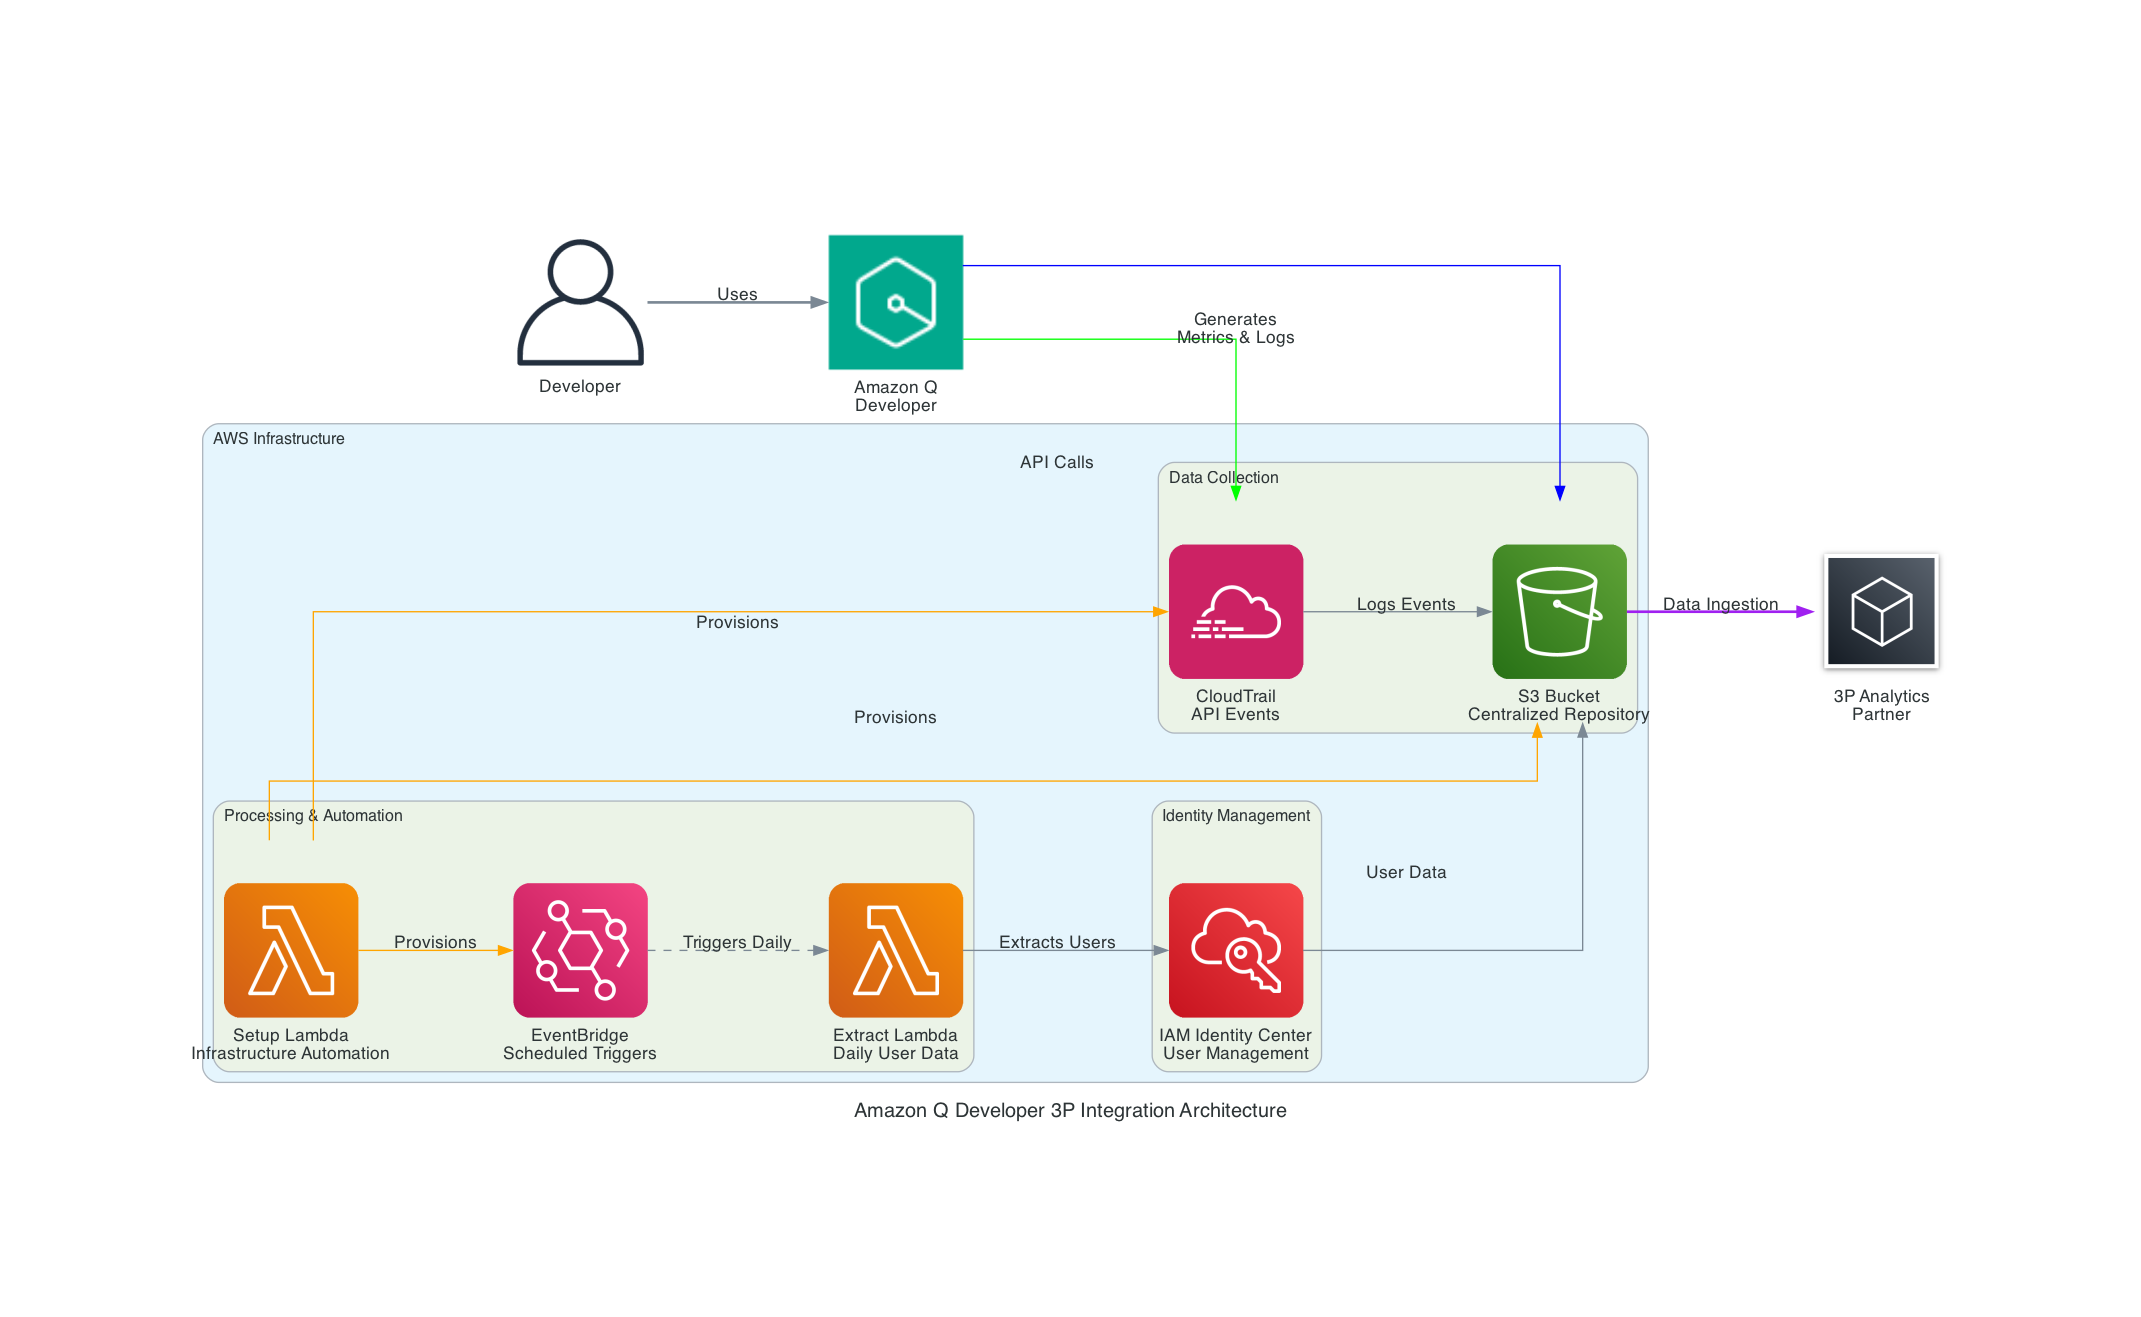 Uses
Generates
Metrics & Logs
Developer
Amazon Q
Developer
AWS Infrastructure
API Calls
Data Collection
Provisions
Logs Events
Data Ingestion
CloudTrail
API Events
S3 Bucket
Centralized Repository
3P Analytics
Partner
Provisions
Processing & Automation
Identity Management
User Data
Provisions
Triggers Daily
Extracts Users
Setup Lambda
Infrastructure Automation
EventBridge
Scheduled Triggers
Extract Lambda
Daily User Data
IAM Identity Center
User Management
Amazon Q Developer 3P Integration Architecture